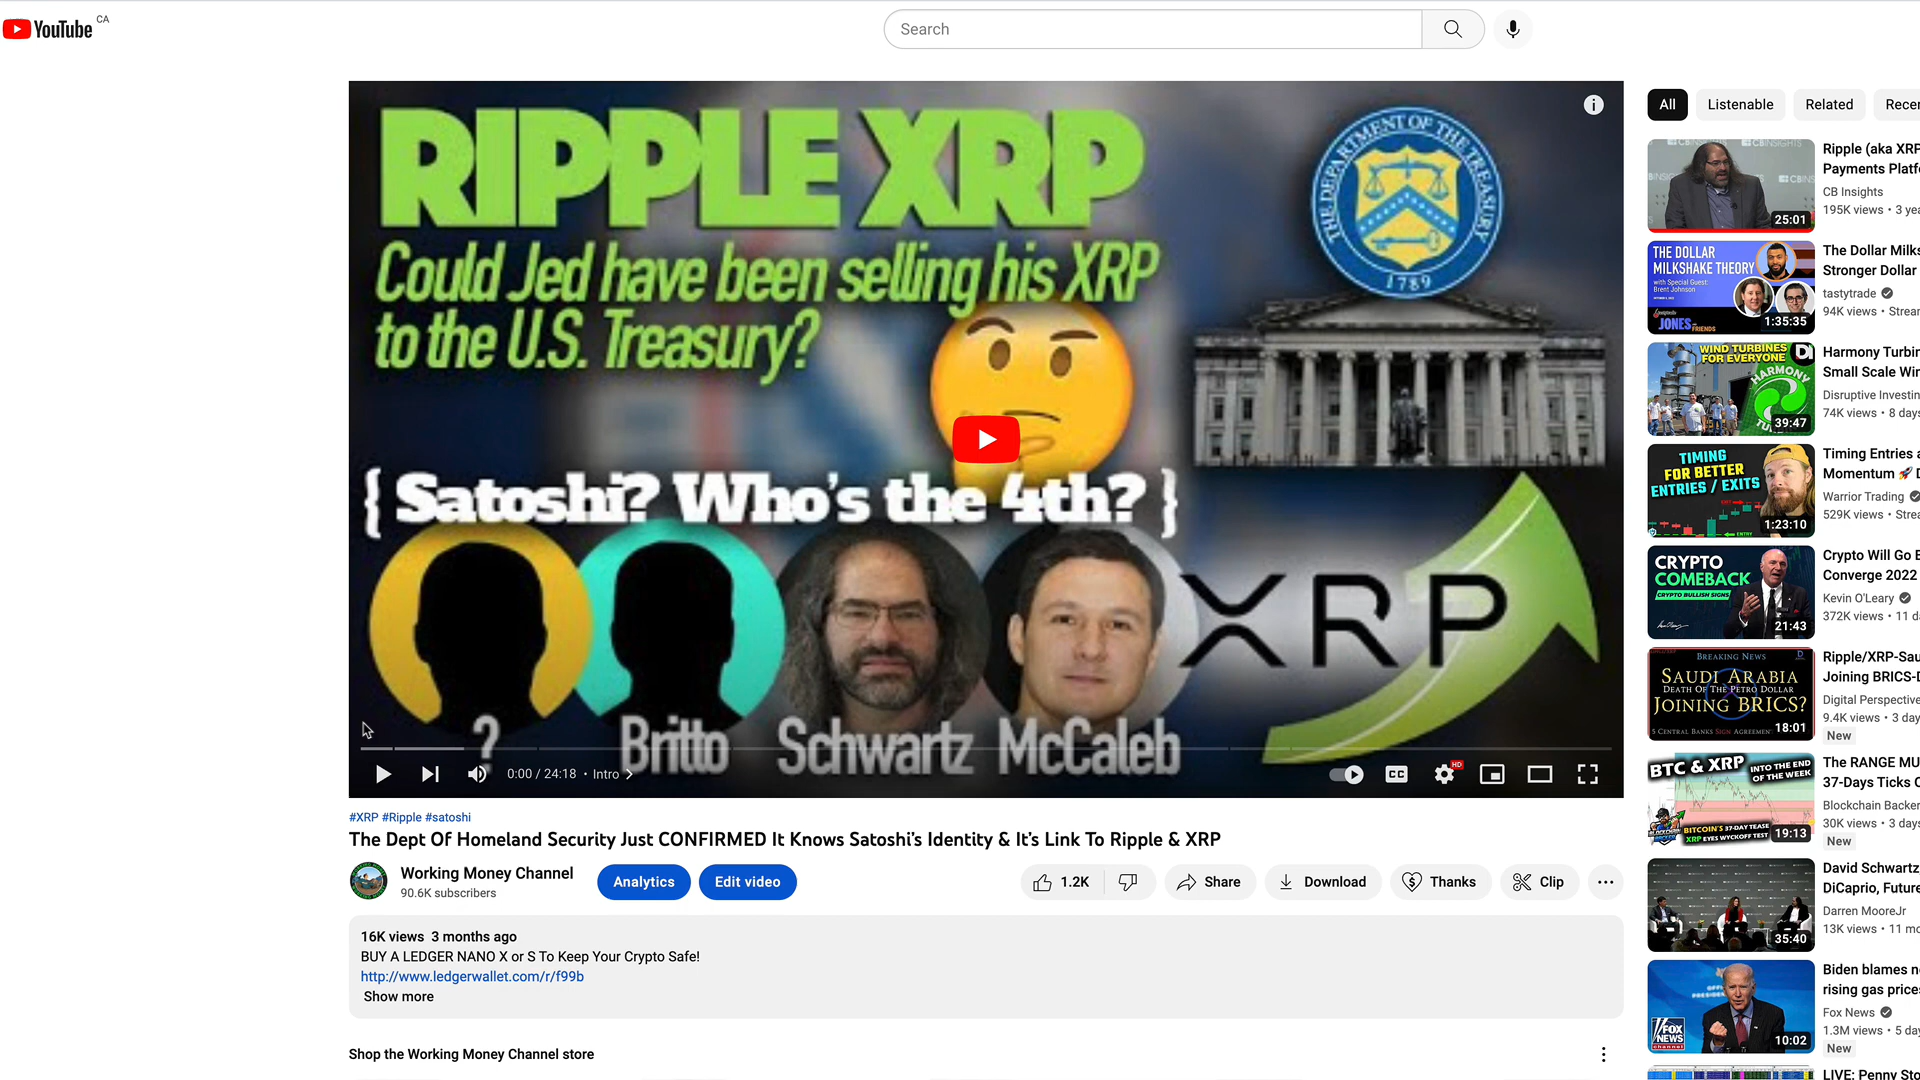 YouTube CA
Search
RIPPLE XRP
Could Jed have been selling his XRP
to the U.S. Treasury?
THE DEPARTMENT OF THE TREASURY
1789
{ Satoshi? Who's the 4th? }
? Britto Schwartz McCaleb
XRP
0:00 / 24:18 • Intro
CC
HD
#XRP #Ripple #satoshi
The Dept Of Homeland Security Just CONFIRMED It Knows Satoshi's Identity & It's Link To Ripple & XRP
Working Money Channel
90.6K subscribers
Analytics
Edit video
1.2K
Share
Download
Thanks
Clip
16K views 3 months ago
BUY A LEDGER NANO X or S To Keep Your Crypto Safe!
http://www.ledgerwallet.com/r/f99b
Show more
Shop the Working Money Channel store
All
Listenable
Related
Recen
CBINSIGHTS
25:01
Ripple (aka XRP
Payments Platf
CB Insights
195K views • 3 yea
THE DOLLAR
MILKSHAKE THEORY
with Special Guest:
Brent Johnson
JONES
FRIENDS
1:35:35
The Dollar Milks
Stronger Dollar
tastytrade
94K views • Strea
WIND TURBINES
FOR EVERYONE
HARMONY
39:47
Harmony Turbin
Small Scale Win
Disruptive Investin
74K views • 8 days
TIMING
FOR BETTER
ENTRIES / EXITS
ENTRY
1:23:10
Timing Entries a
Momentum 🚀 D
Warrior Trading
529K views • Strea
CRYPTO
COMEBACK
CRYPTO BULLISH SIGNS
21:43
Crypto Will Go B
Converge 2022
Kevin O'Leary
372K views • 11 da
BREAKING NEWS
SAUDI ARABIA
DEATH OF THE PETRO DOLLAR
JOINING BRICS?
5 CENTRAL BANKS SIGN AGREEMENT
18:01
Ripple/XRP-Sau
Joining BRICS-D
Digital Perspective
9.4K views • 3 day
New
BTC & XRP
INTO THE END
OF THE WEEK
BITCOIN'S 37-DAY TEASE
XRP EYES WYCKOFF TEST
19:13
The RANGE MU
37-Days Ticks O
Blockchain Backer
30K views • 3 days
New
35:40
David Schwartz,
DiCaprio, Future
Darren MooreJr
13K views • 11 mo
FOX
NEWS
channel
10:02
Biden blames ne
rising gas prices
Fox News
1.3M views • 5 day
New
LIVE: Penny Sto